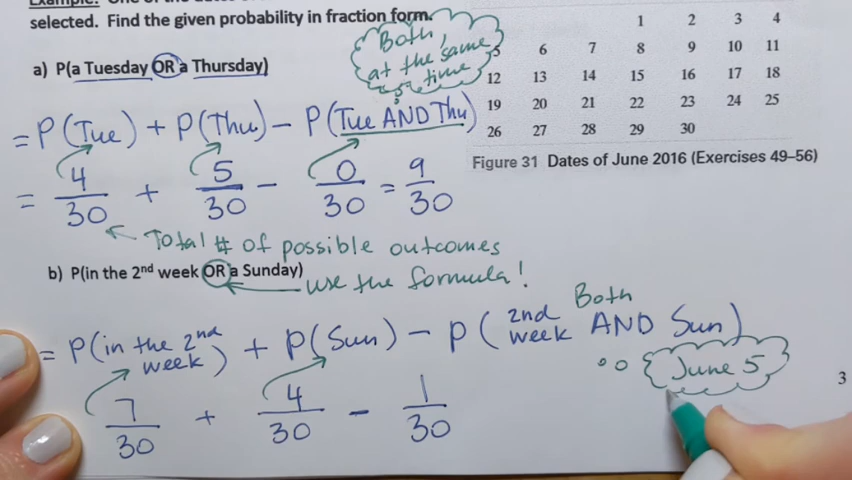 selected. Find the given probability in fraction form.
Both,
at the same
time
a) P(a Tuesday OR a Thursday)
= P(Tue) + P(Thu) - P(Tue AND Thu)
= 4/30 + 5/30 - 0/30 = 9/30
Total # of possible outcomes
b) P(in the 2nd week OR a Sunday)
use the formula!
Both
= P(in the 2nd week) + P(Sun) - P(2nd week AND Sun)
June 5
7/30 + 4/30 - 1/30
1 2 3 4
5 6 7 8 9 10 11
12 13 14 15 16 17 18
19 20 21 22 23 24 25
26 27 28 29 30
Figure 31 Dates of June 2016 (Exercises 49–56)
3